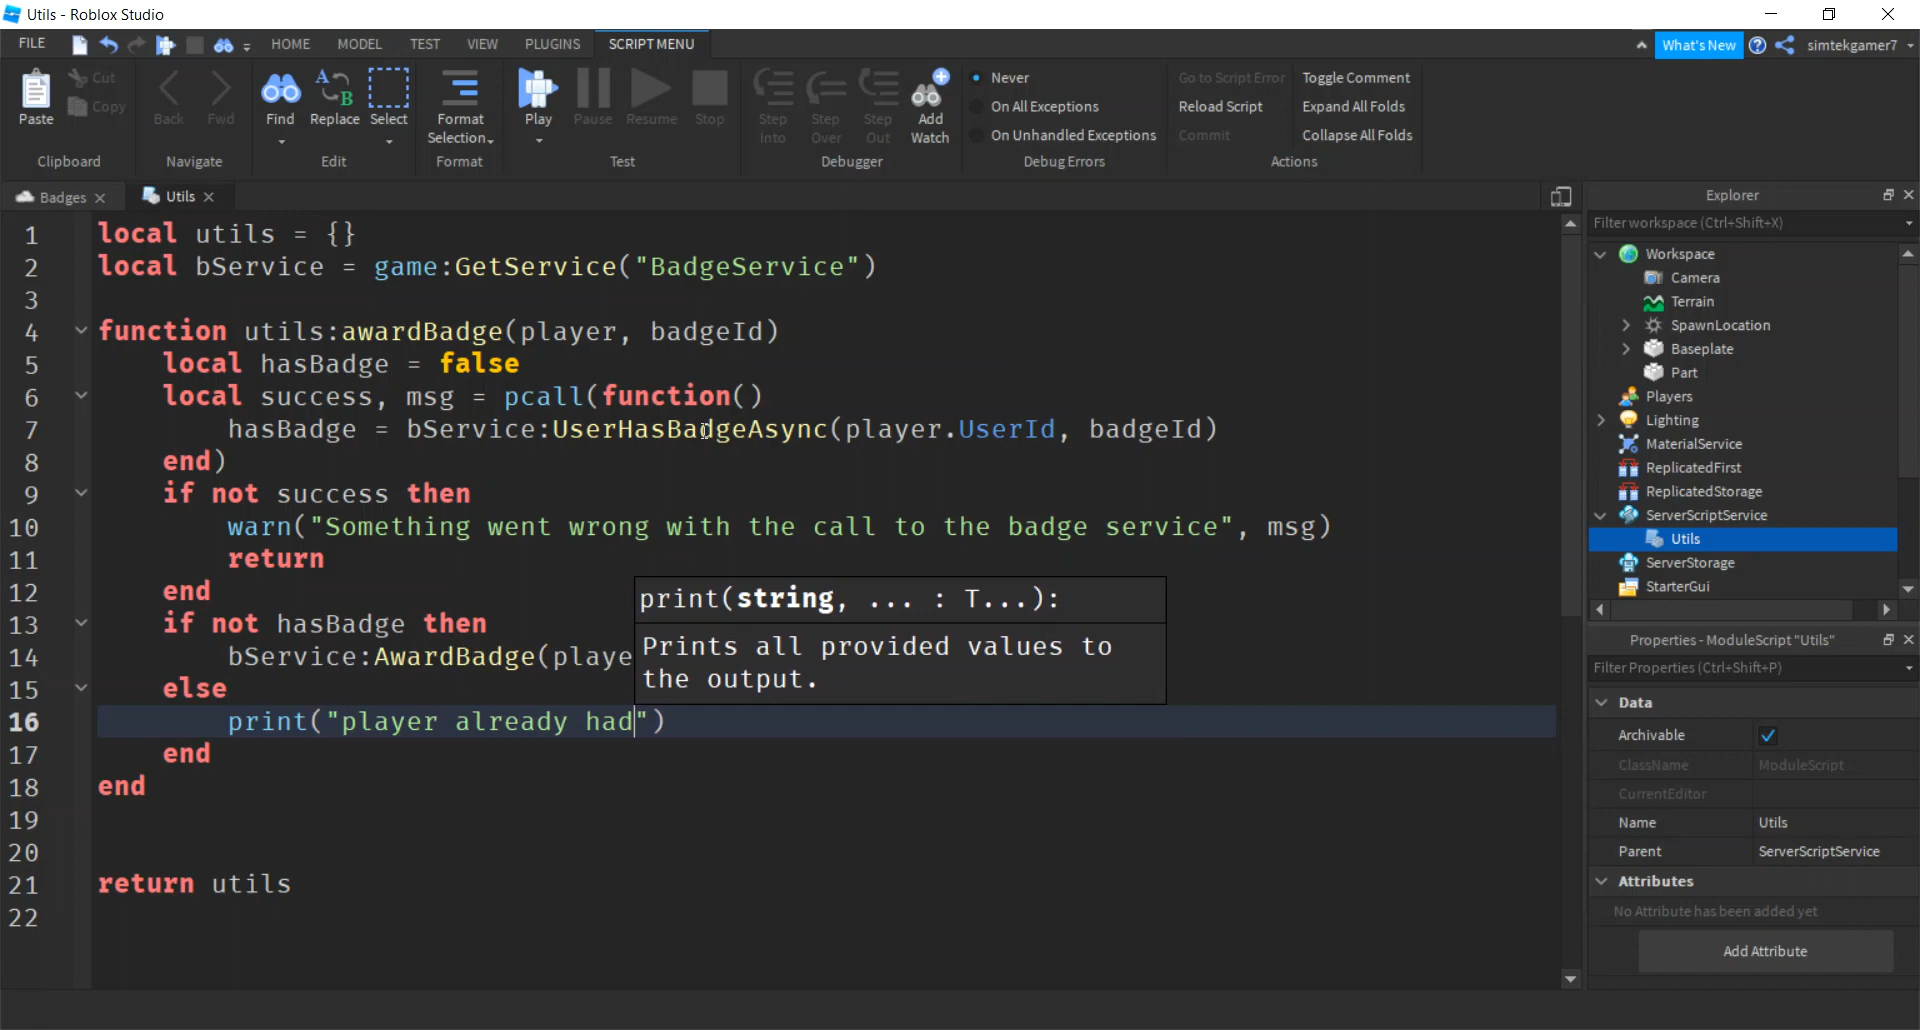 Utils - Roblox Studio
FILE HOME MODEL TEST VIEW PLUGINS SCRIPT MENU What's New simtekgamer7
Paste Cut Copy Clipboard
Back Fwd Navigate
Find Replace Select Edit
Format Selection Format
Play Pause Resume Stop Test
Step Into Step Over Step Out Add Watch Debugger
Never
On All Exceptions
On Unhandled Exceptions
Debug Errors
Go to Script Error Toggle Comment
Reload Script Expand All Folds
Commit Collapse All Folds
Actions
Badges Utils
1 local utils = {}
2 local bService = game:GetService("BadgeService")
3
4 function utils:awardBadge(player, badgeId)
5 local hasBadge = false
6 local success, msg = pcall(function()
7 hasBadge = bService:UserHasBadgeAsync(player.UserId, badgeId)
8 end)
9 if not success then
10 warn("Something went wrong with the call to the badge service", msg)
11 return
12 end
13 if not hasBadge then
14 bService:AwardBadge(playe
15 else
16 print("player already had")
17 end
18 end
19
20
21 return utils
22
print(string, ... : T...):
Prints all provided values to
the output.
Explorer
Filter workspace (Ctrl+Shift+X)
Workspace
Camera
Terrain
SpawnLocation
Baseplate
Part
Players
Lighting
MaterialService
ReplicatedFirst
ReplicatedStorage
ServerScriptService
Utils
ServerStorage
StarterGui
Properties - ModuleScript "Utils"
Filter Properties (Ctrl+Shift+P)
Data
Archivable
ClassName ModuleScript
CurrentEditor
Name Utils
Parent ServerScriptService
Attributes
No Attribute has been added yet
Add Attribute